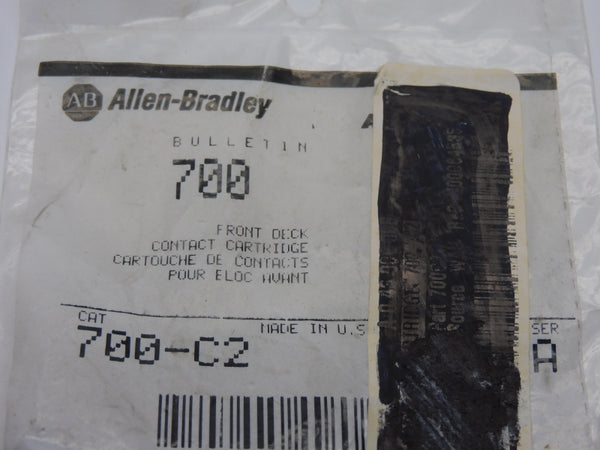 AB Allen-Bradley
BULLETIN
700
FRONT DECK
CONTACT CARTRIDGE
CARTOUCHE DE CONTACTS
POUR BLOC AVANT
CAT
MADE IN U.S
SER
700-C2
A